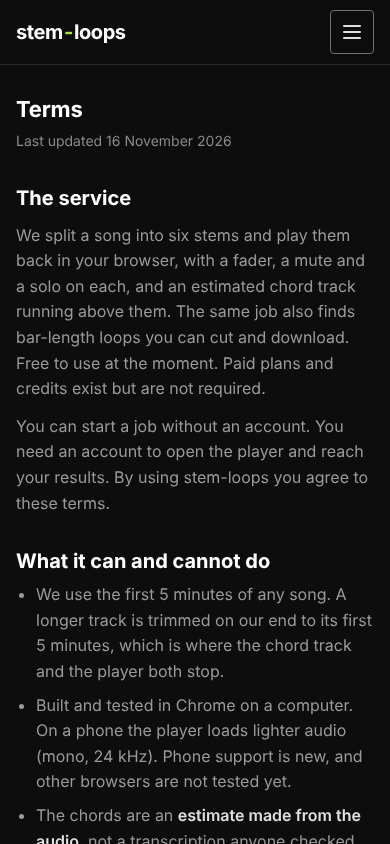 stem-loops
Terms
Last updated 16 November 2026
The service
We split a song into six stems and play them
back in your browser, with a fader, a mute and
a solo on each, and an estimated chord track
running above them. The same job also finds
bar-length loops you can cut and download.
Free to use at the moment. Paid plans and
credits exist but are not required.
You can start a job without an account. You
need an account to open the player and reach
your results. By using stem-loops you agree to
these terms.
What it can and cannot do
• We use the first 5 minutes of any song. A
longer track is trimmed on our end to its first
5 minutes, which is where the chord track
and the player both stop.
• Built and tested in Chrome on a computer.
On a phone the player loads lighter audio
(mono, 24 kHz). Phone support is new, and
other browsers are not tested yet.
• The chords are an estimate made from the
audio, not a transcription anyone checked.